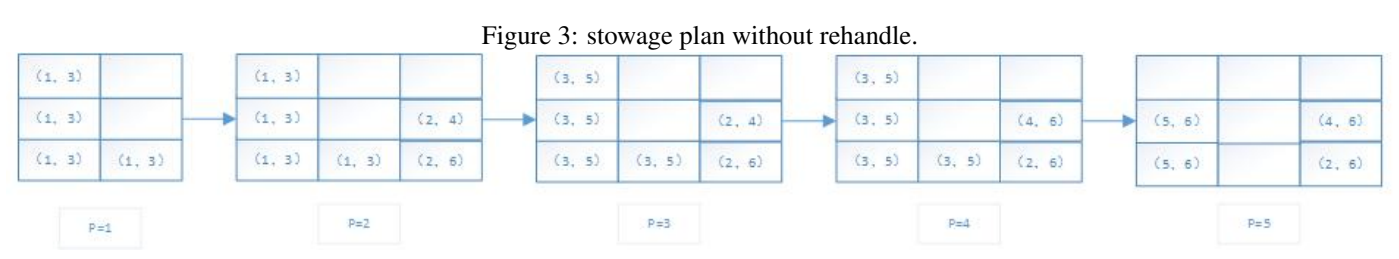 Figure 3: stowage plan without rehandle.
(1, 3) (1, 3) (3, 5) (3, 5)
(1, 3) (1, 3) (2, 4) (3, 5) (2, 4) (3, 5) (4, 6) (5, 6) (4, 6)
(1, 3) (1, 3) (1, 3) (1, 3) (2, 6) (3, 5) (3, 5) (2, 6) (3, 5) (3, 5) (2, 6) (5, 6) (2, 6)
P=1 P=2 P=3 P=4 P=5